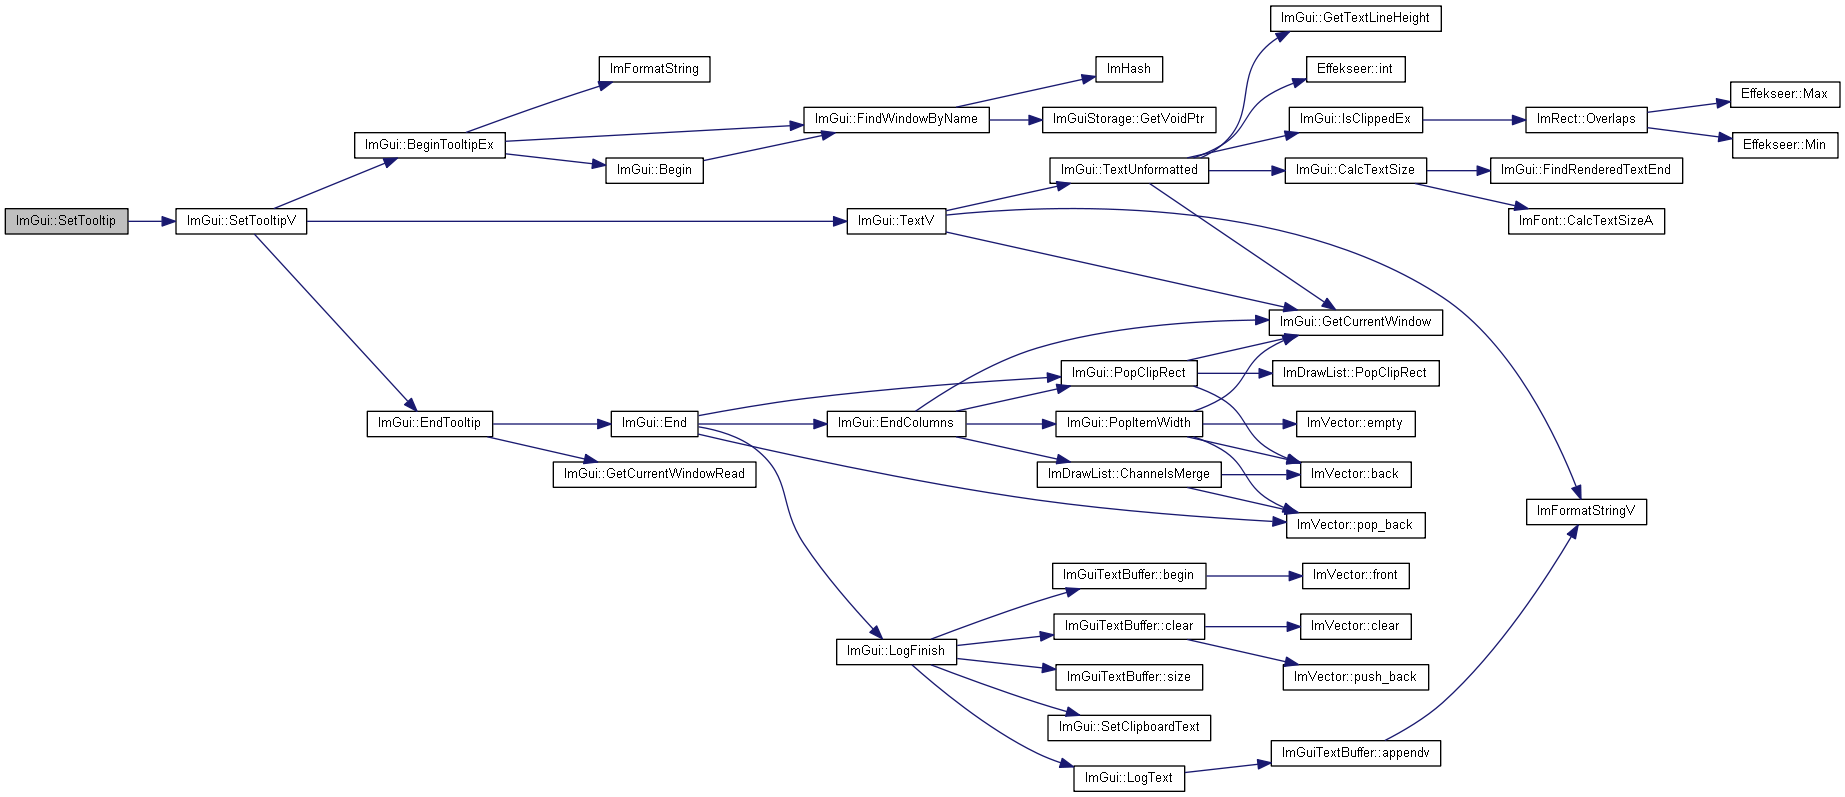 ImGui::GetTextLineHeight
ImFormatString
ImHash
Effekseer::int
Effekseer::Max
ImGui::FindWindowByName
ImGuiStorage::GetVoidPtr
ImGui::IsClippedEx
ImRect::Overlaps
ImGui::BeginTooltipEx
Effekseer::Min
ImGui::Begin
ImGui::TextUnformatted
ImGui::CalcTextSize
ImGui::FindRenderedTextEnd
ImGui::SetTooltip
ImGui::SetTooltipV
ImGui::TextV
ImFont::CalcTextSizeA
ImGui::GetCurrentWindow
ImGui::PopClipRect
ImDrawList::PopClipRect
ImGui::EndTooltip
ImGui::End
ImGui::EndColumns
ImGui::PopItemWidth
ImVector::empty
ImGui::GetCurrentWindowRead
ImDrawList::ChannelsMerge
ImVector::back
ImFormatStringV
ImVector::pop_back
ImGuiTextBuffer::begin
ImVector::front
ImGuiTextBuffer::clear
ImVector::clear
ImGui::LogFinish
ImGuiTextBuffer::size
ImVector::push_back
ImGui::SetClipboardText
ImGuiTextBuffer::appendv
ImGui::LogText